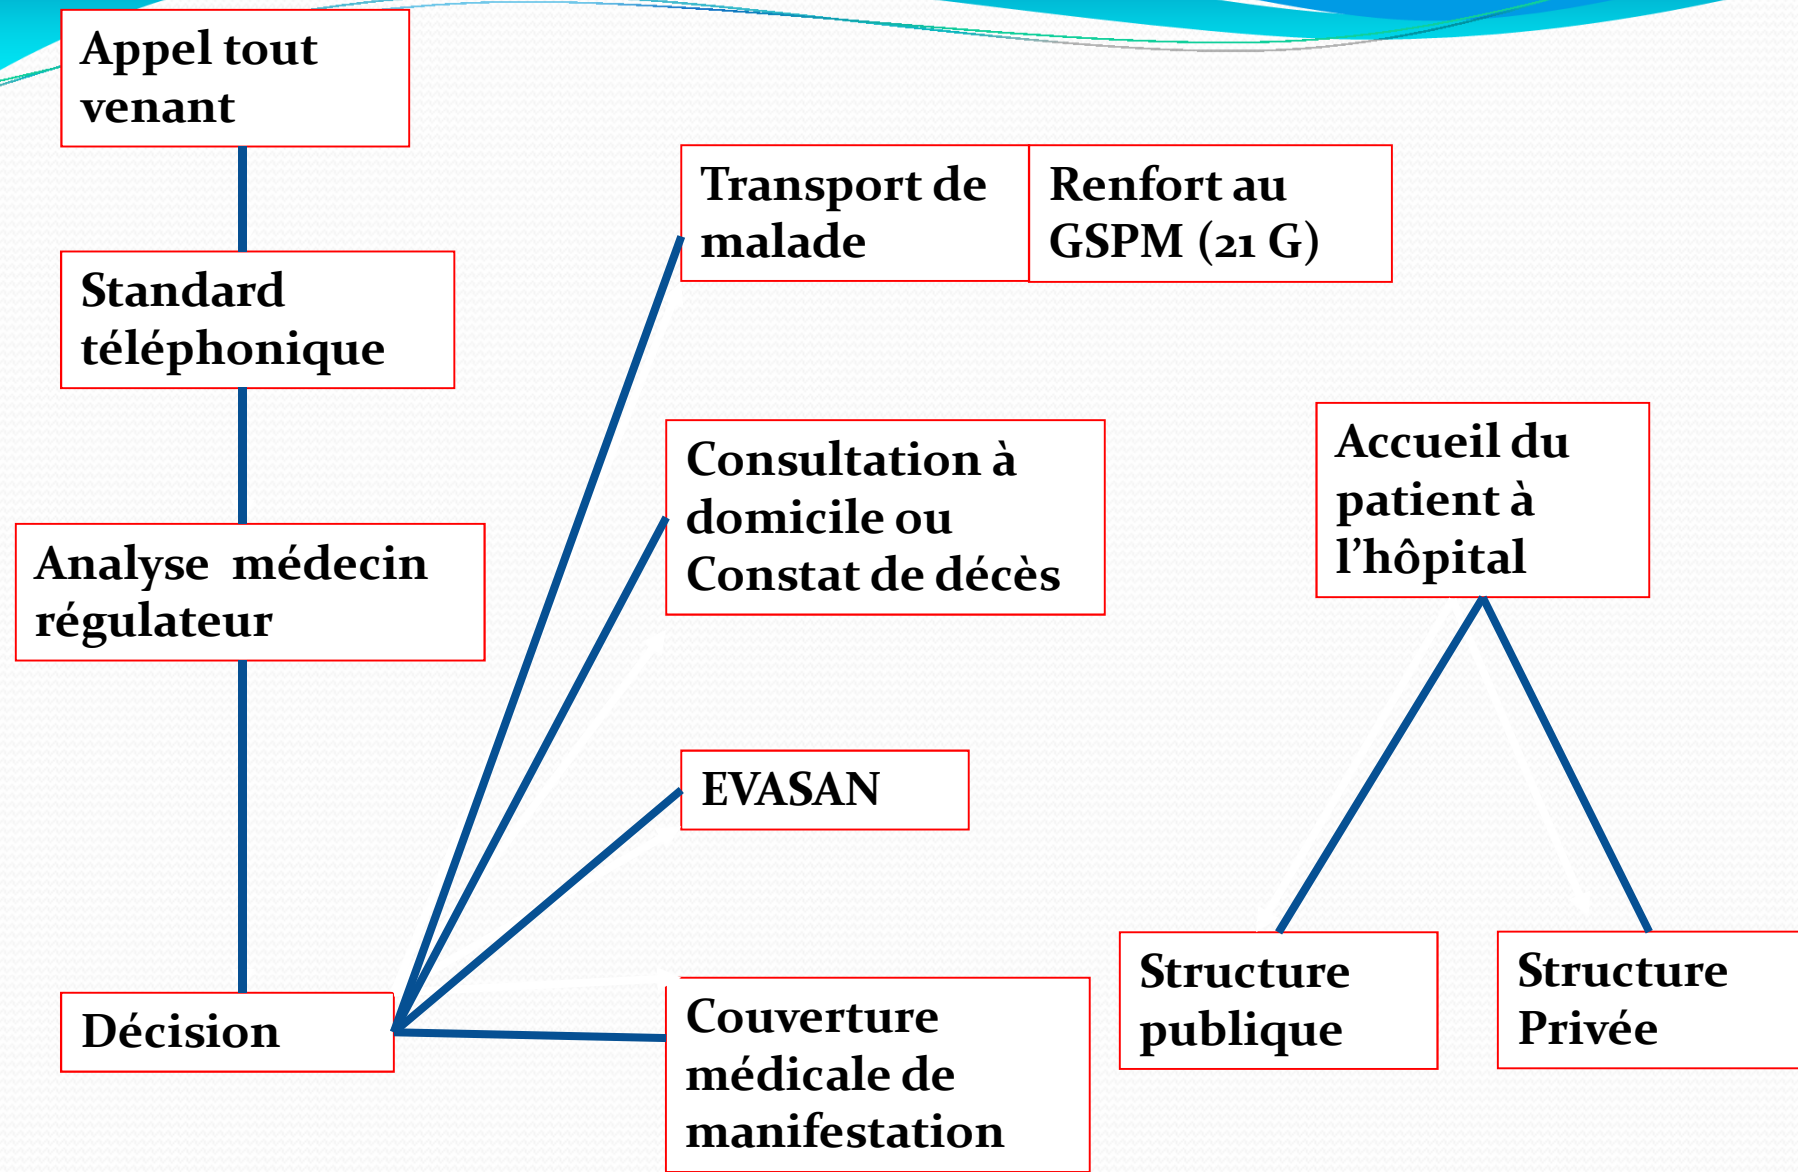 Appel tout
venant
Standard
téléphonique
Analyse  médecin
régulateur
Décision
Transport de
malade
Renfort au
GSPM (21 G)
Consultation à
domicile ou
Constat de décès
EVASAN
Couverture
médicale de
manifestation
Accueil du
patient à
l’hôpital
Structure
publique
Structure
Privée